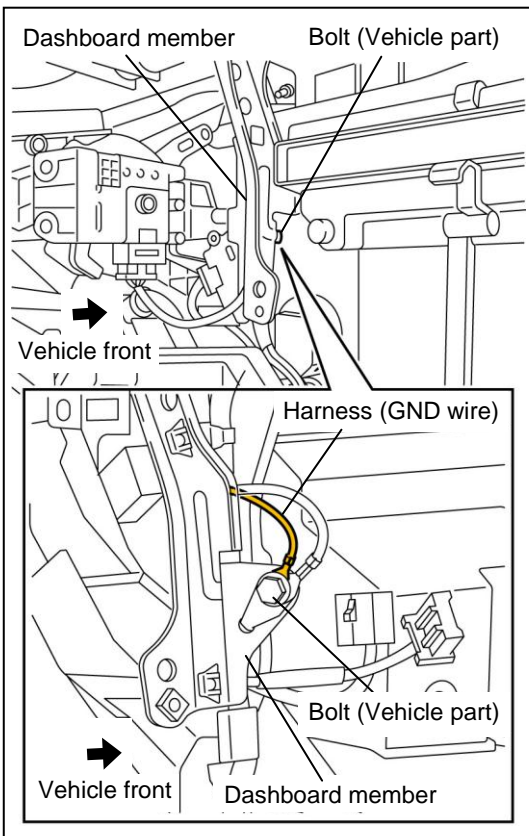 Dashboard member
Bolt (Vehicle part)
Vehicle front
Harness (GND wire)
Bolt (Vehicle part)
Vehicle front
Dashboard member